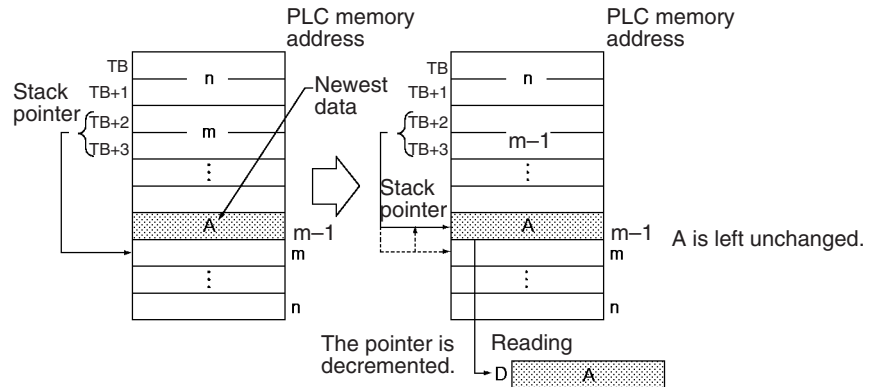 PLC memory
address
TB
n
TB+1
Stack
pointer
TB+2
m
TB+3
Newest
data
A
m–1
m
n
PLC memory
address
TB
n
TB+1
TB+2
m–1
TB+3
Stack
pointer
A
m–1
m
A is left unchanged.
n
The pointer is
decremented.
Reading
D
A